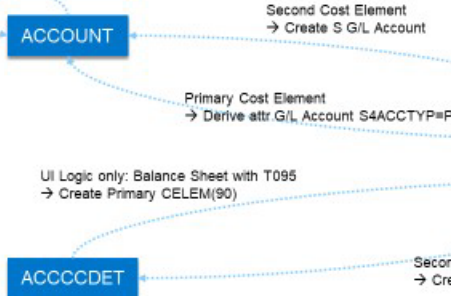 Second Cost Element
→ Create S G/L Account
ACCOUNT
Primary Cost Element
→ Derive attr.G/L Account S4ACCTYP=P
UI Logic only: Balance Sheet with T095
→ Create Primary CELEM(90)
ACCCCDET
→